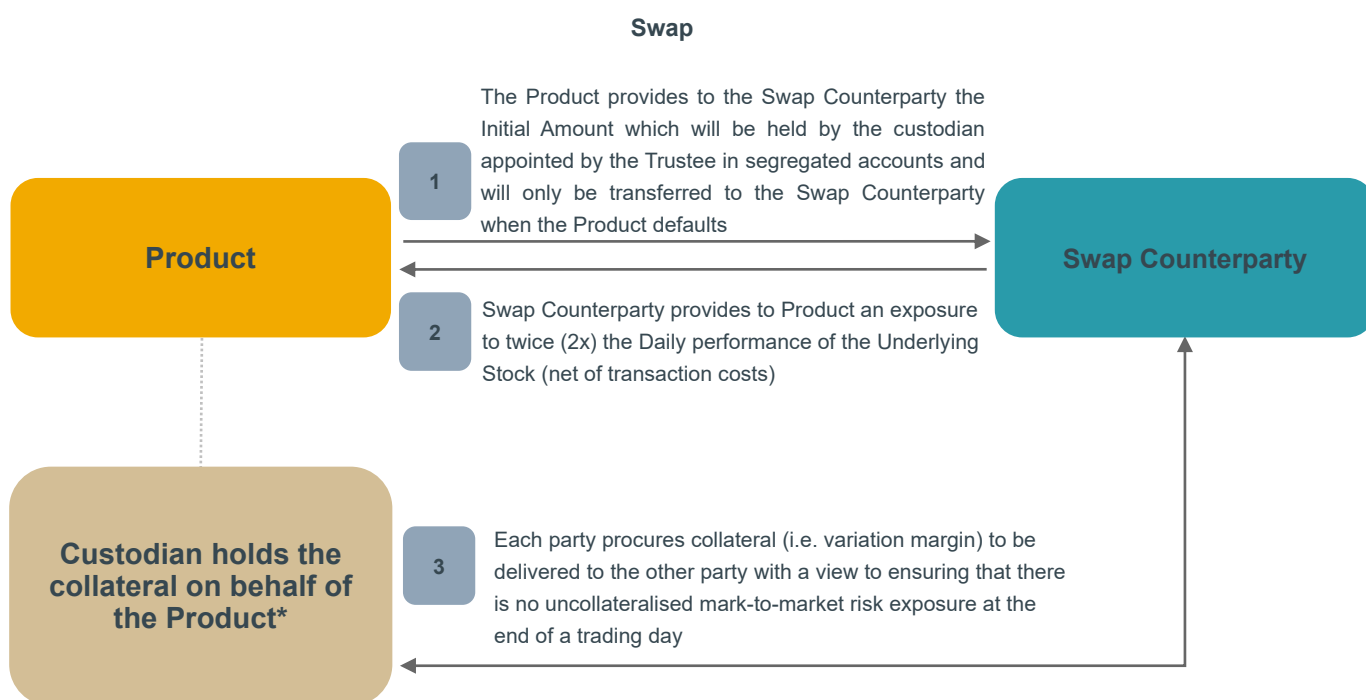 Swap
The Product provides to the Swap Counterparty the
Initial Amount which will be held by the custodian
appointed by the Trustee in segregated accounts and
will only be transferred to the Swap Counterparty
when the Product defaults
1
Product
Swap Counterparty
2
Swap Counterparty provides to Product an exposure
to twice (2x) the Daily performance of the Underlying
Stock (net of transaction costs)
Custodian holds the
collateral on behalf of
the Product*
3
Each party procures collateral (i.e. variation margin) to be
delivered to the other party with a view to ensuring that there
is no uncollateralised mark-to-market risk exposure at the
end of a trading day